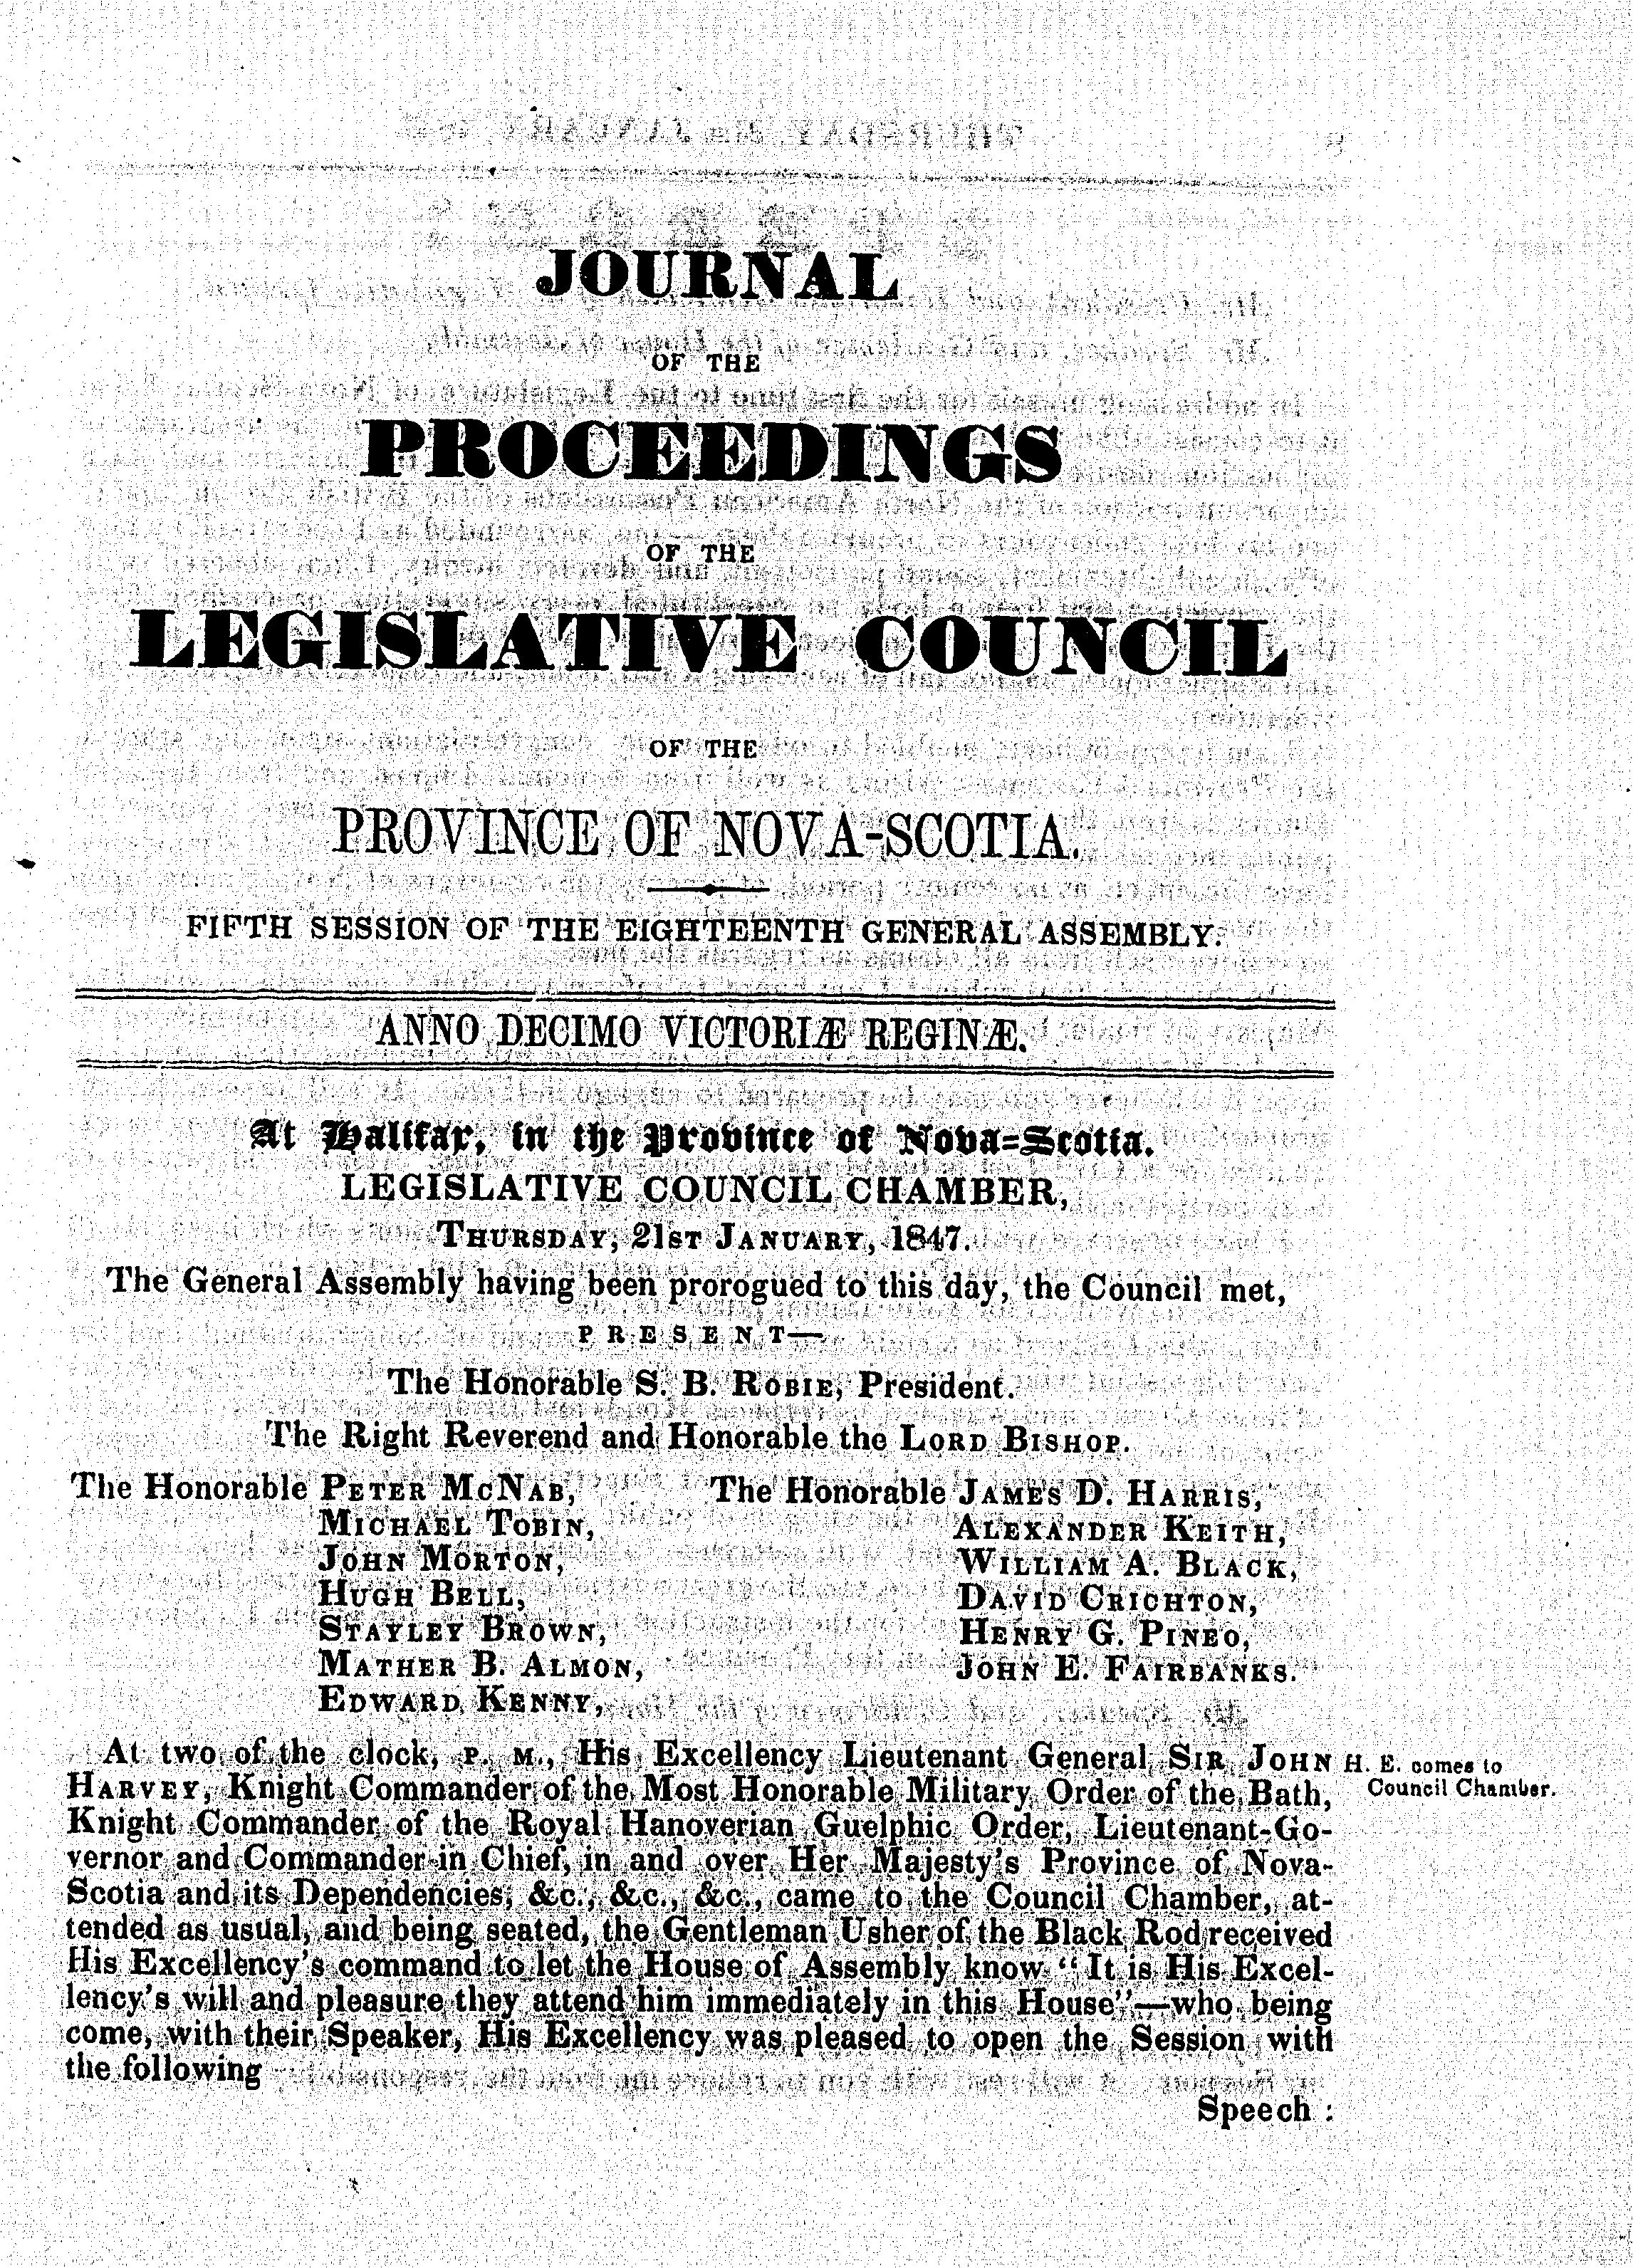 JOURNAL
OF THE
PROCEEDINGS
OF THE
LEGISLATIVE COUNCIL
OF THE
PROVINCE OF NOVA-SCOTIA.
FIFTH SESSION OF THE EIGHTEENTH GENERAL ASSEMBLY.
ANNO DECIMO VICTORIÆ REGINÆ.
At Halifax, in the Province of Nova-Scotia.
LEGISLATIVE COUNCIL CHAMBER,
THURSDAY, 21ST JANUARY, 1847.
The General Assembly having been prorogued to this day, the Council met,
PRESENT—
The Honorable S. B. ROBIE, President.
The Right Reverend and Honorable the LORD BISHOP.
The Honorable PETER MCNAB,
MICHAEL TOBIN,
JOHN MORTON,
HUGH BELL,
STAYLEY BROWN,
MATHER B. ALMON,
EDWARD KENNY,
The Honorable JAMES D. HARRIS,
ALEXANDER KEITH,
WILLIAM A. BLACK,
DAVID CRICHTON,
HENRY G. PINEO,
JOHN E. FAIRBANKS.
At two of the clock, P. M., His Excellency Lieutenant General SIR JOHN
HARVEY, Knight Commander of the Most Honorable Military Order of the Bath,
Knight Commander of the Royal Hanoverian Guelphic Order, Lieutenant-Go-
vernor and Commander-in Chief, in and over Her Majesty's Province of Nova-
Scotia and its Dependencies, &c., &c., &c., came to the Council Chamber, at-
tended as usual, and being seated, the Gentleman Usher of the Black Rod received
His Excellency's command to let the House of Assembly know "It is His Excel-
lency's will and pleasure they attend him immediately in this House"—who being
come, with their Speaker, His Excellency was pleased to open the Session with
the following
Speech :
H. E. comes to
Council Chamber.